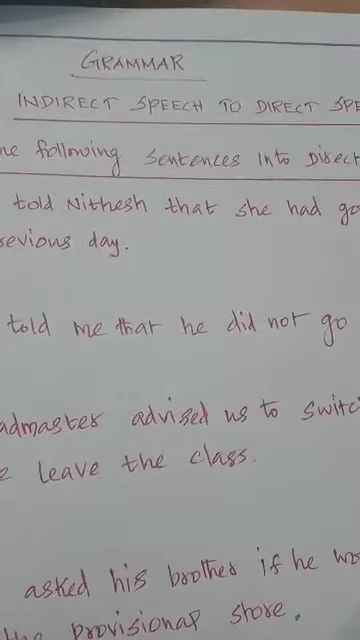 GRAMMAR
INDIRECT SPEECH TO DIRECT SPE
following sentences into Direct
told Nithesh that she had go
revious day.
told me that he did not go
admaster advised us to switc
leave the class.
asked his brother if he wo
the provisional store.